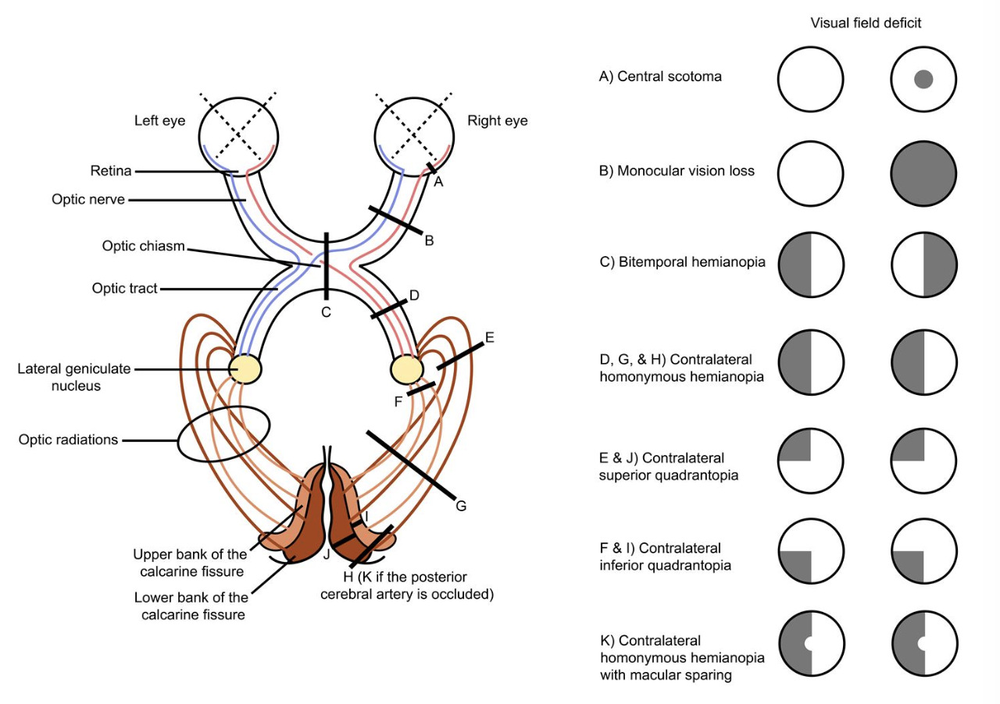 Left eye
Right eye
Retina
Optic nerve
Optic chiasm
Optic tract
Lateral geniculate
nucleus
Optic radiations
Upper bank of the
calcarine fissure
Lower bank of the
calcarine fissure
A
B
C
D
E
F
G
I
J
H (K if the posterior
cerebral artery is occluded)
Visual field deficit
A) Central scotoma
B) Monocular vision loss
C) Bitemporal hemianopia
D, G, & H) Contralateral
homonymous hemianopia
E & J) Contralateral
superior quadrantopia
F & I) Contralateral
inferior quadrantopia
K) Contralateral
homonymous hemianopia
with macular sparing